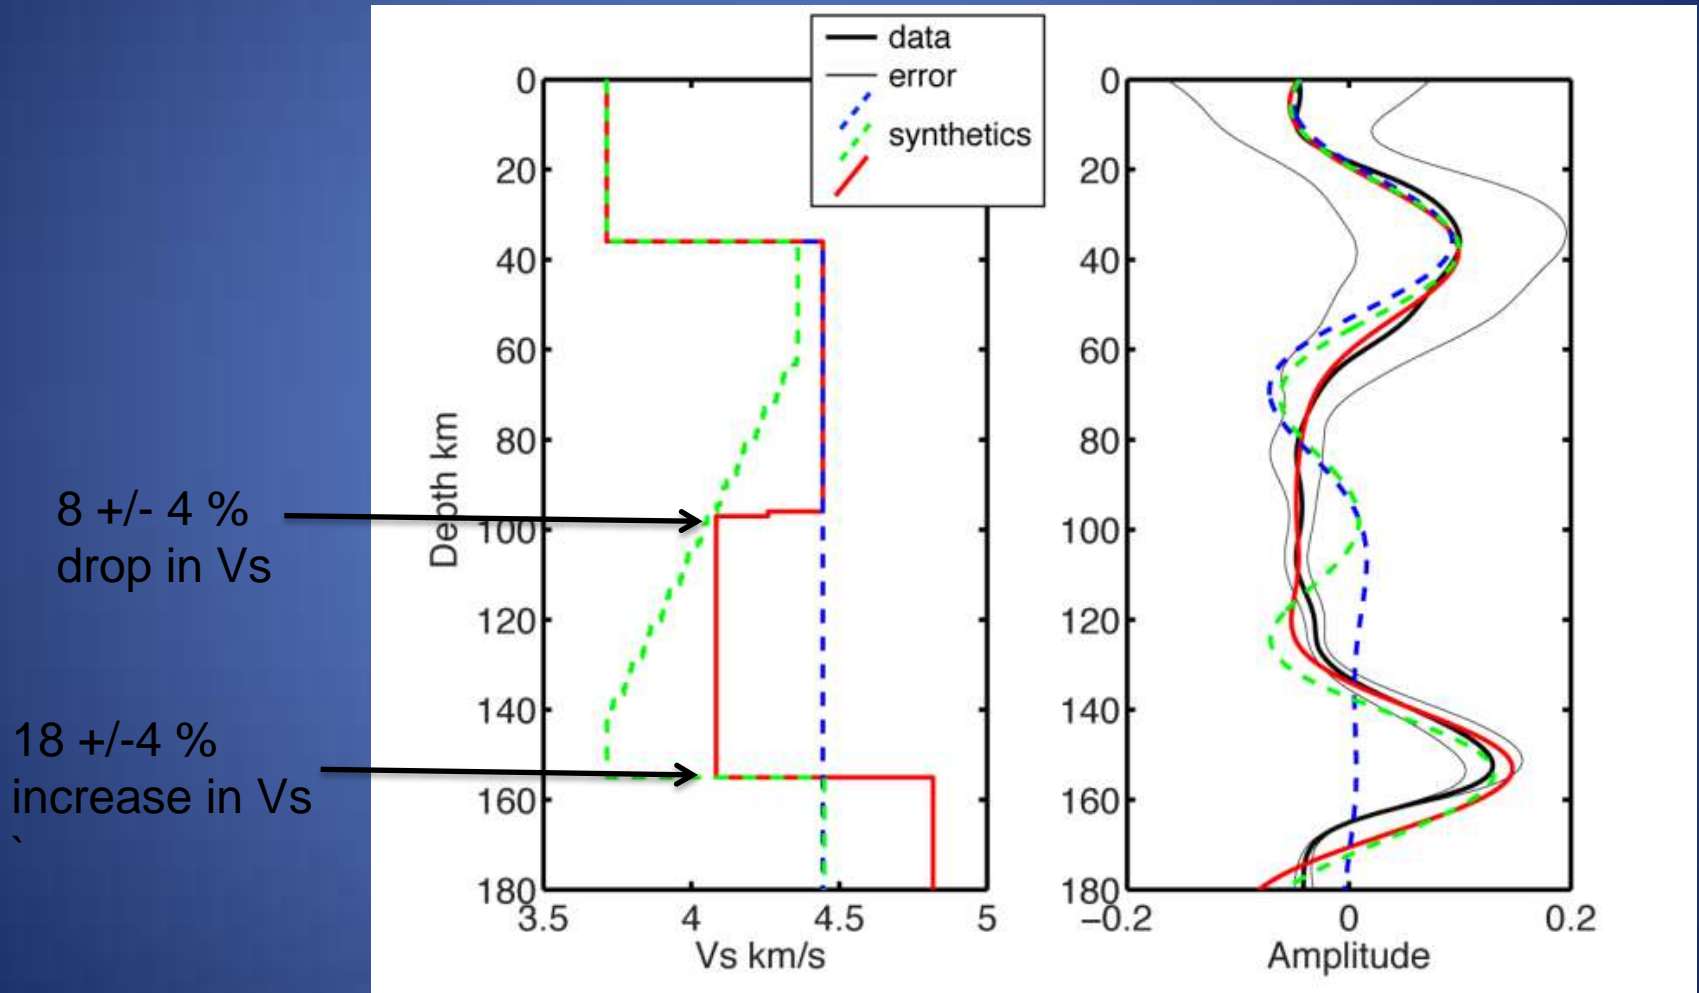 8 +/- 4 %
drop in Vs
18 +/-4 %
increase in Vs
`
data
error
synthetics
0
20
40
60
80
100
120
140
160
180
Depth km
3.5 4 4.5 5
Vs km/s
0
20
40
60
80
100
120
140
160
180
−0.2 0 0.2
Amplitude